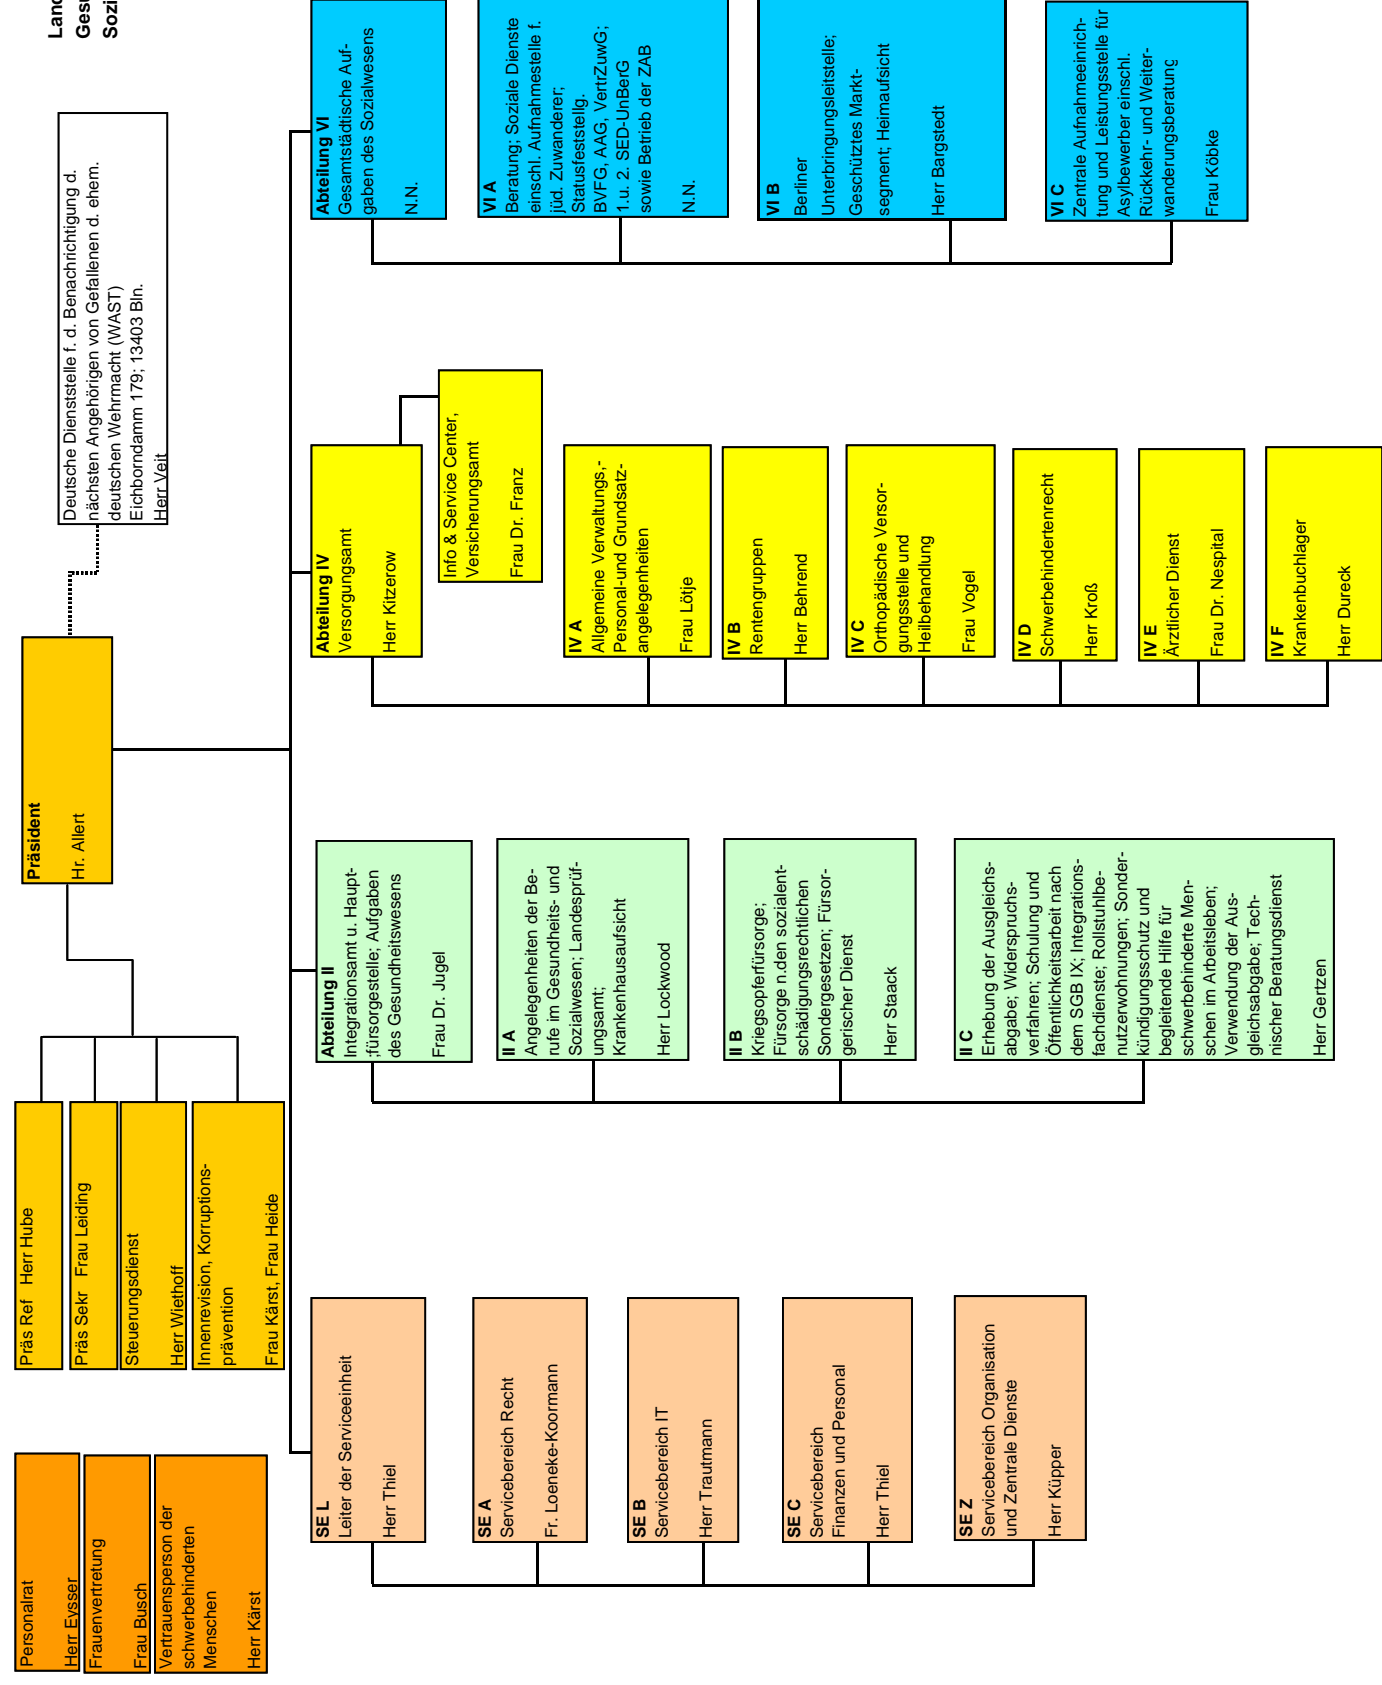 Präsident
Hr. Allert
Deutsche Dienststelle f. d. Benachrichtigung d.
nächsten Angehörigen von Gefallenen d. ehem.
deutschen Wehrmacht (WAST)
Eichborndamm 179; 13403 Bln.
Herr Veit
Personalrat
Herr Eysser
Frauenvertretung
Frau Busch
Vertrauensperson der
schwerbehinderten
Menschen
Herr Kärst
Präs Ref Herr Hube
Präs Sekr Frau Leiding
Steuerungsdienst
Herr Wiethoff
Innenrevision, Korruptions-
prävention
Frau Kärst, Frau Heide
SE L
Leiter der Serviceeinheit
Herr Thiel
SE A
Servicebereich Recht
Fr. Loeneke-Koormann
SE B
Servicebereich IT
Herr Trautmann
SE C
Servicebereich
Finanzen und Personal
Herr Thiel
SE Z
Servicebereich Organisation
und Zentrale Dienste
Herr Küpper
Abteilung II
Integrationsamt u. Haupt-
;fürsorgestelle; Aufgaben
des Gesundheitswesens
Frau Dr. Jugel
II A
Angelegenheiten der Be-
rufe im Gesundheits- und
Sozialwesen; Landesprüf-
ungsamt;
Krankenhausaufsicht
Herr Lockwood
II B
Kriegsopferfürsorge;
Fürsorge n.den sozialent-
schädigungsrechtlichen
Sondergesetzen; Fürsor-
gerischer Dienst
Herr Staack
II C
Erhebung der Ausgleichs-
abgabe; Widerspruchs-
verfahren; Schulung und
Öffentlichkeitsarbeit nach
dem SGB IX; Integrations-
fachdienste; Rollstuhlbe-
nutzerwohnungen; Sonder-
kündigungsschutz und
begleitende Hilfe für
schwerbehinderte Men-
schen im Arbeitsleben;
Verwendung der Aus-
gleichsabgabe; Tech-
nischer Beratungsdienst
Herr Gertzen
Abteilung IV
Versorgungsamt
Herr Kitzerow
Info & Service Center,
Versicherungsamt
Frau Dr. Franz
IV A
Allgemeine Verwaltungs,-
Personal-und Grundsatz-
angelegenheiten
Frau Lötje
IV B
Rentengruppen
Herr Behrend
IV C
Orthopädische Versor-
gungsstelle und
Heilbehandlung
Frau Vogel
IV D
Schwerbehindertenrecht
Herr Kroß
IV E
Ärztlicher Dienst
Frau Dr. Nespital
IV F
Krankenbuchlager
Herr Dureck
Abteilung VI
Gesamtstädtische Auf-
gaben des Sozialwesens
N.N.
VI A
Beratung; Soziale Dienste
einschl. Aufnahmestelle f.
jüd. Zuwanderer;
Statusfeststellg.
BVFG, AAG, VertrZuwG;
1.u. 2. SED-UnBerG
sowie Betrieb der ZAB
N.N.
VI B
Berliner
Unterbringungsleitstelle;
Geschütztes Markt-
segment; Heimaufsicht
Herr Bargstedt
VI C
Zentrale Aufnahmeeinrich-
tung und Leistungsstelle für
Asylbewerber einschl.
Rückkehr- und Weiter-
wanderungsberatung
Frau Köbke